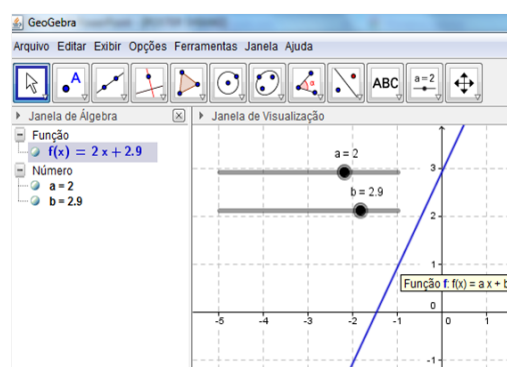 GeoGebra
Arquivo Editar Exibir Opções Ferramentas Janela Ajuda
A
α
ABC
a=2
Janela de Álgebra
Função
f(x) = 2 x + 2.9
Número
a = 2
b = 2.9
Janela de Visualização
a = 2
b = 2.9
3
2
1
Função f: f(x) = a x + b
0
-5 -4 -3 -2 -1 0 1
-1